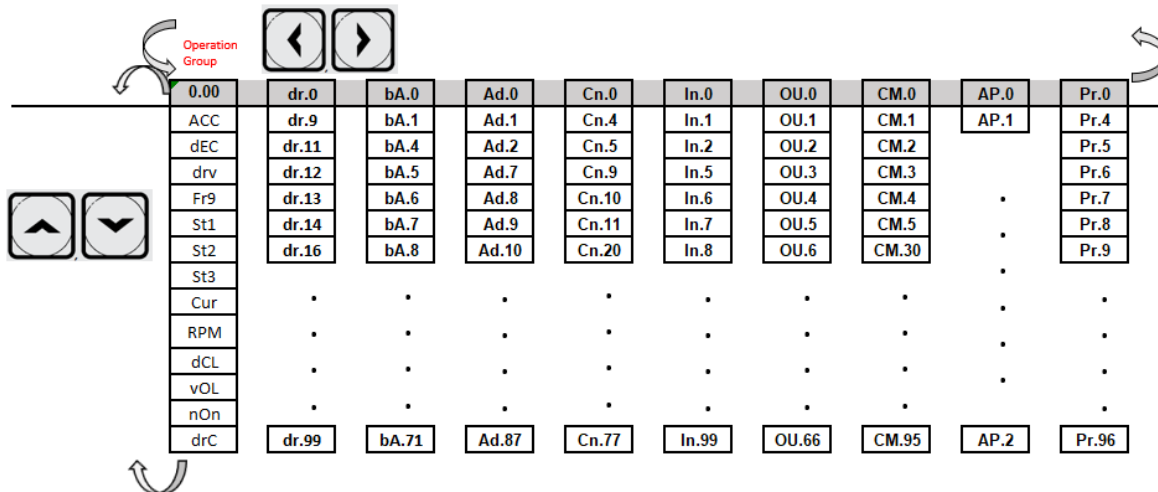 Operation
Group
0.00 dr.0 bA.0 Ad.0 Cn.0 In.0 OU.0 CM.0 AP.0 Pr.0
ACC dr.9 bA.1 Ad.1 Cn.4 In.1 OU.1 CM.1 AP.1 Pr.4
dEC dr.11 bA.4 Ad.2 Cn.5 In.2 OU.2 CM.2 Pr.5
drv dr.12 bA.5 Ad.7 Cn.9 In.5 OU.3 CM.3 Pr.6
Fr9 dr.13 bA.6 Ad.8 Cn.10 In.6 OU.4 CM.4 Pr.7
St1 dr.14 bA.7 Ad.9 Cn.11 In.7 OU.5 CM.5 Pr.8
St2 dr.16 bA.8 Ad.10 Cn.20 In.8 OU.6 CM.30 Pr.9
St3
Cur
RPM
dCL
vOL
nOn
drC dr.99 bA.71 Ad.87 Cn.77 In.99 OU.66 CM.95 AP.2 Pr.96